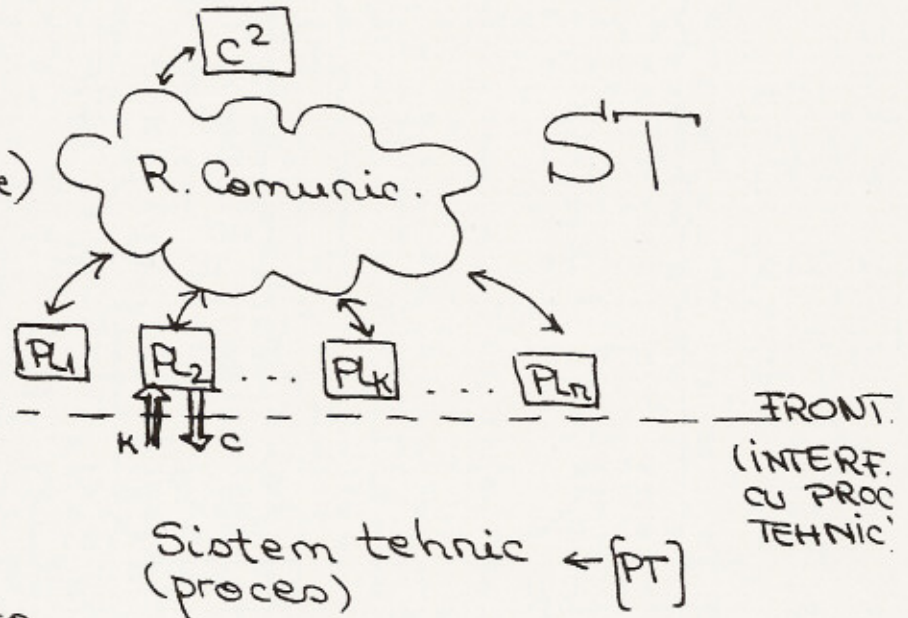 C²
ST
R. Comunic.
PL₁ PL₂ .... PLₖ .... PLₙ
K C
FRONT.
(INTERF.
CU PROC
TEHNIC
Sistem tehnic ← [PT]
(proces)